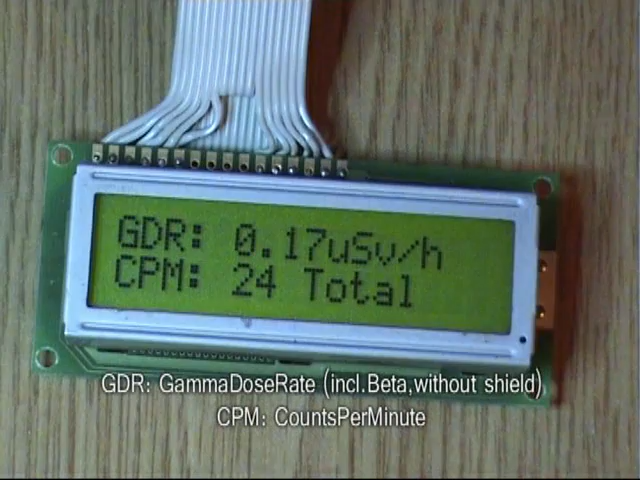 GDR: 0.17uSv/h
CPM: 24 Total
GDR: GammaDoseRate (incl.Beta,without shield)
CPM: CountsPerMinute